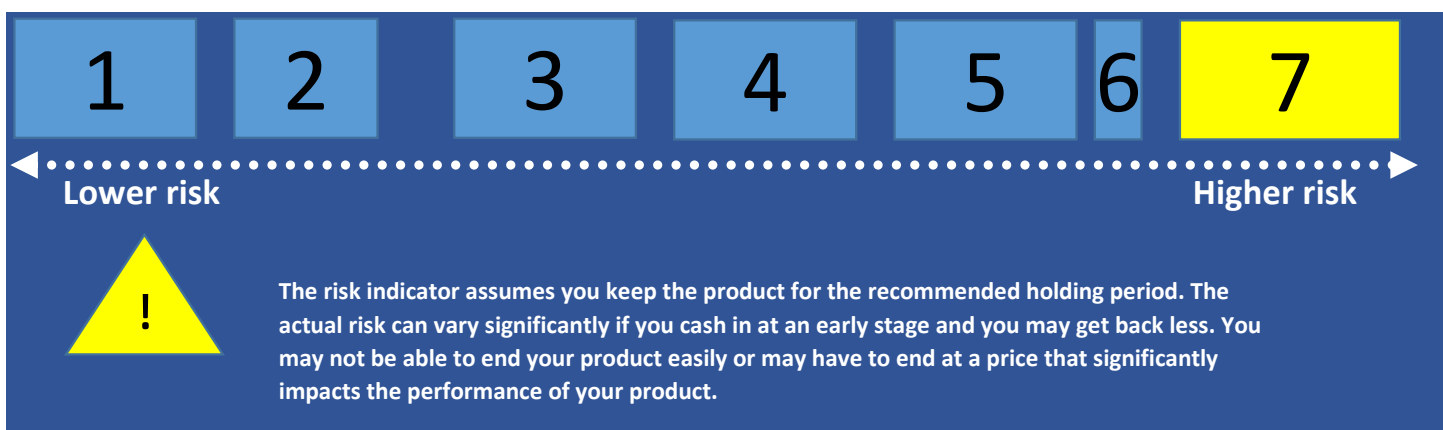 1 2 3 4 5 6 7
Lower risk Higher risk
!
The risk indicator assumes you keep the product for the recommended holding period. The
actual risk can vary significantly if you cash in at an early stage and you may get back less. You
may not be able to end your product easily or may have to end at a price that significantly
impacts the performance of your product.